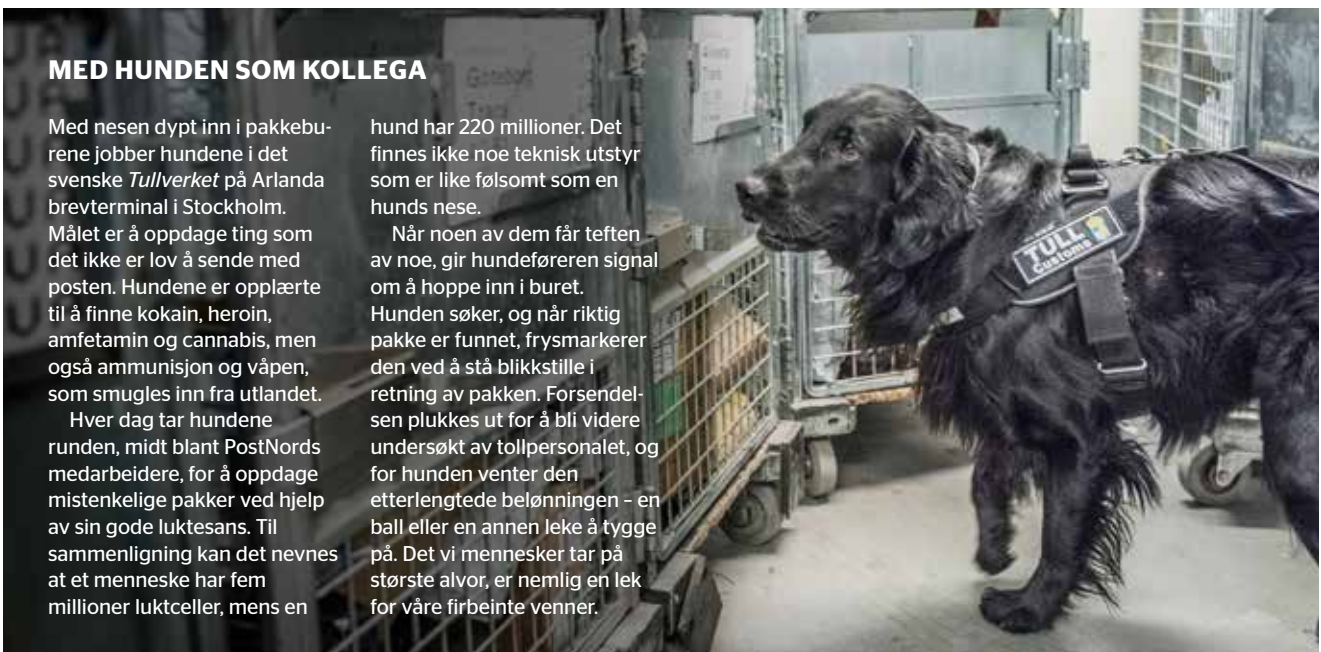 MED HUNDEN SOM KOLLEGA
Med nesen dypt inn i pakkebu-
rene jobber hundene i det
svenske Tullverket på Arlanda
brevterminal i Stockholm.
Målet er å oppdage ting som
det ikke er lov å sende med
posten. Hundene er opplærte
til å finne kokain, heroin,
amfetamin og cannabis, men
også ammunisjon og våpen,
som smugles inn fra utlandet.
Hver dag tar hundene
runden, midt blant PostNords
medarbeidere, for å oppdage
mistenkelige pakker ved hjelp
av sin gode luktesans. Til
sammenligning kan det nevnes
at et menneske har fem
millioner luktceller, mens en
hund har 220 millioner. Det
finnes ikke noe teknisk utstyr
som er like følsomt som en
hunds nese.
Når noen av dem får teften
av noe, gir hundeføreren signal
om å hoppe inn i buret.
Hunden søker, og når riktig
pakke er funnet, frysmarkerer
den ved å stå blikkstille i
retning av pakken. Forsendel-
sen plukkes ut for å bli videre
undersøkt av tollpersonalet, og
for hunden venter den
etterlengtede belønningen – en
ball eller en annen leke å tygge
på. Det vi mennesker tar på
største alvor, er nemlig en lek
for våre firbeinte venner.
TULL
Customs